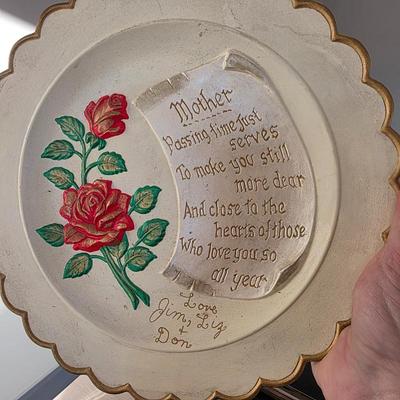 Mother
Passing time just
serves
To make you still
more dear
And close to the
hearts of those
Who love you so
all year
Love
Jim, Liz
+
Don